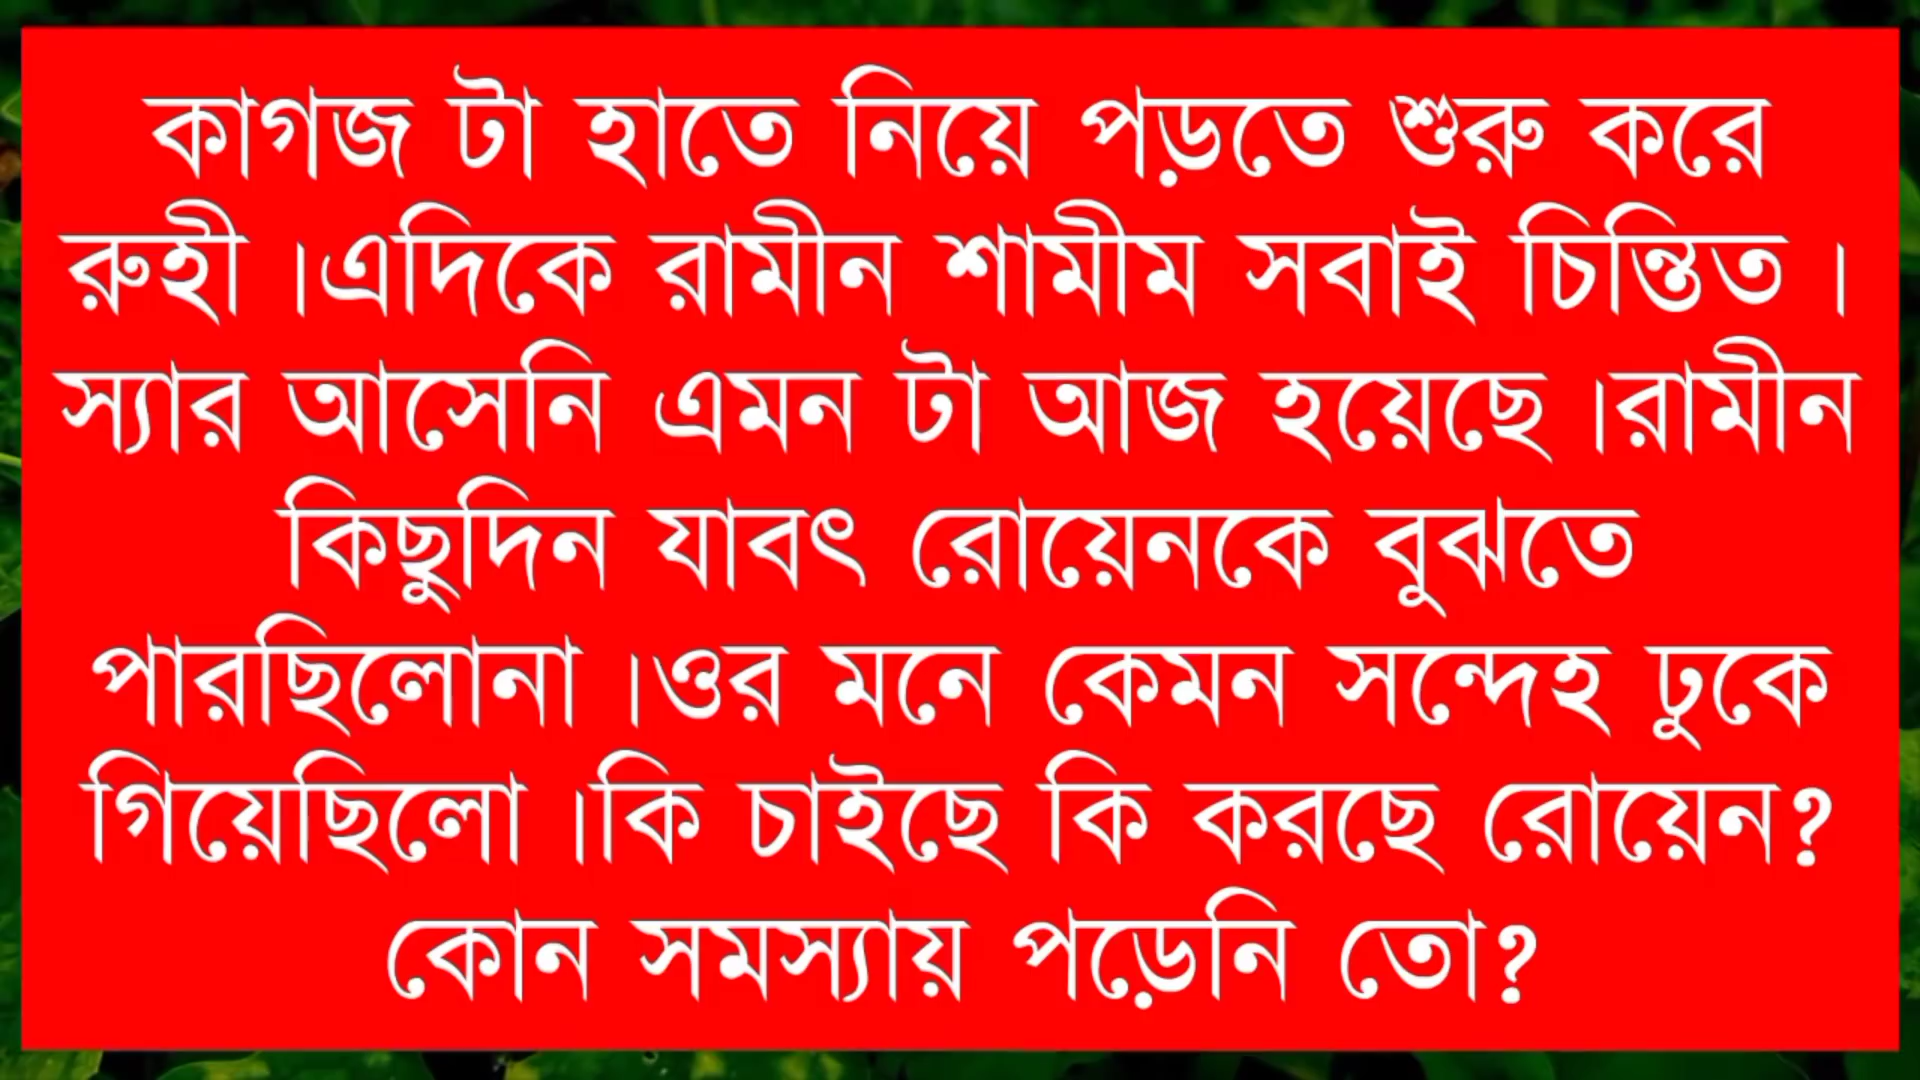 কাগজ টা হাতে নিয়ে পড়তে শুরু করে
রুহী ।এদিকে রামীন শামীম সবাই চিন্তিত ।
স্যার আসেনি এমন টা আজ হয়েছে ।রামীন
কিছুদিন যাবৎ রোয়েনকে বুঝতে
পারছিলোনা ।ওর মনে কেমন সন্দেহ ঢুকে
গিয়েছিলো ।কি চাইছে কি করছে রোয়েন?
কোন সমস্যায় পড়েনি তো?